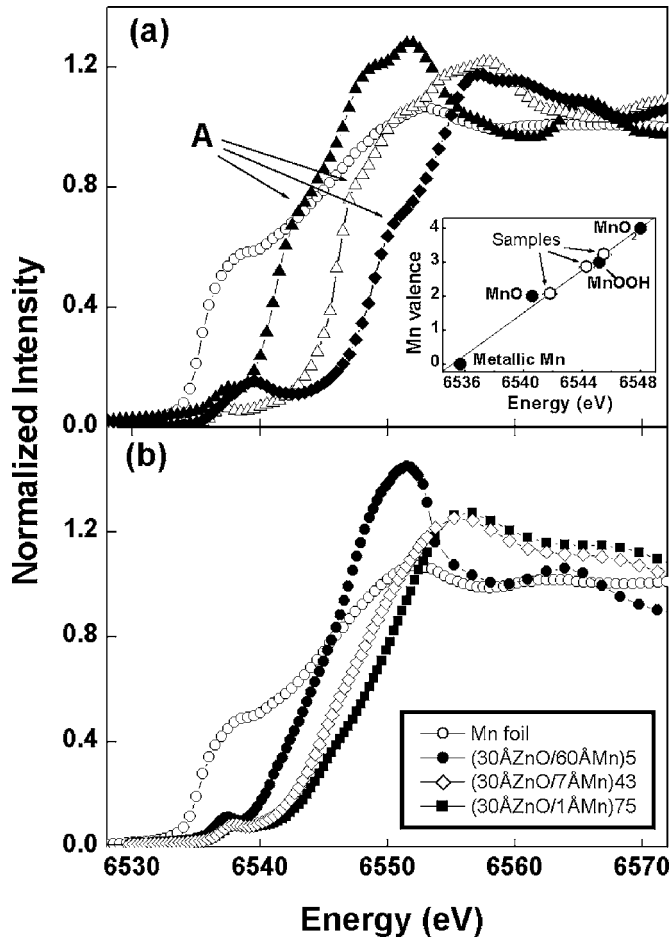 (a)
1.2
0.8
0.4
0.0
A
Samples
MnO2
MnO
MnOOH
Metallic Mn
Mn valence
4
3
2
1
0
6536 6540 6544 6548
Energy (eV)
Normalized Intensity
(b)
1.2
0.8
0.4
0.0
Mn foil
(30ÅZnO/60ÅMn)5
(30ÅZnO/7ÅMn)43
(30ÅZnO/1ÅMn)75
6530 6540 6550 6560 6570
Energy (eV)